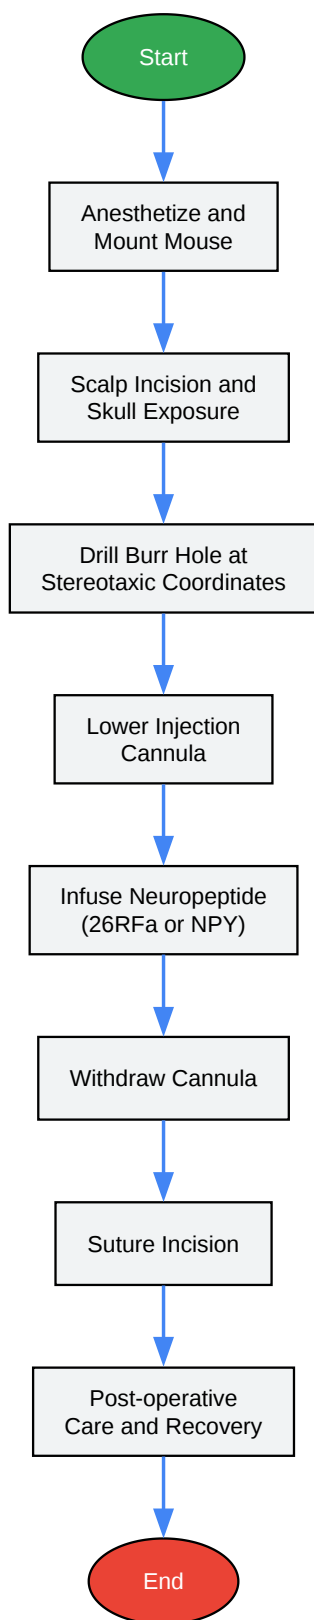 Start
Anesthetize and
Mount Mouse
Scalp Incision and
Skull Exposure
Drill Burr Hole at
Stereotaxic Coordinates
Lower Injection
Cannula
Infuse Neuropeptide
(26RFa or NPY)
Withdraw Cannula
Suture Incision
Post-operative
Care and Recovery
End